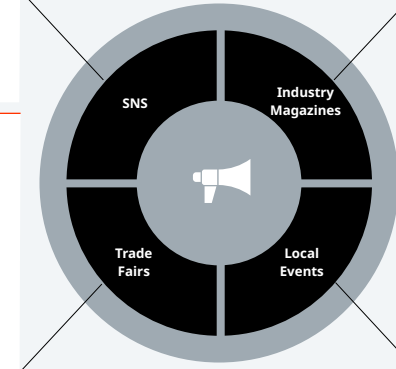 SNS
Industry
Magazines
Trade
Fairs
Local
Events